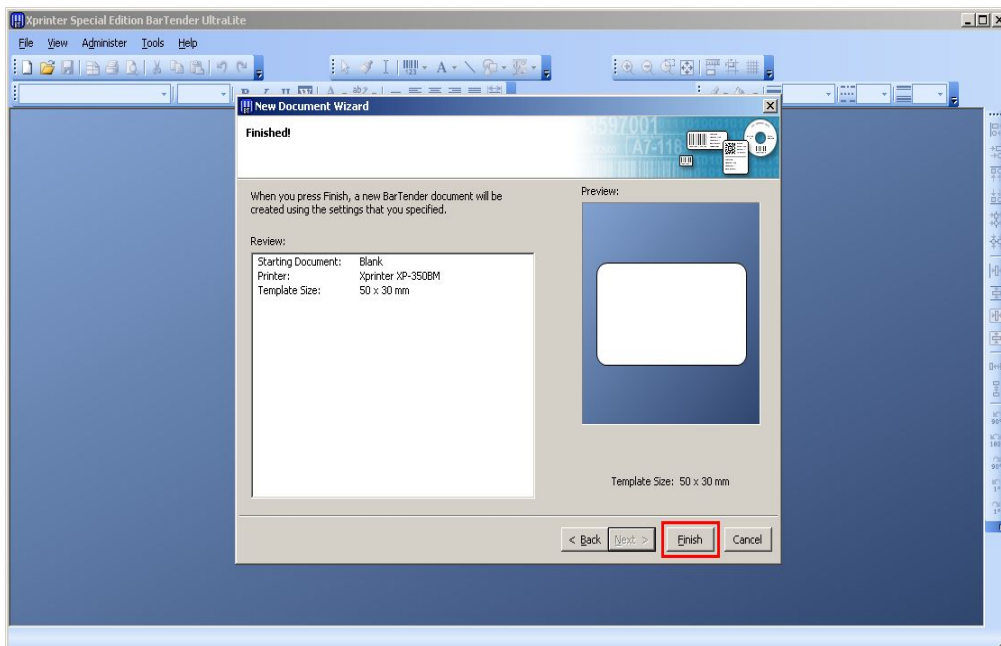 Xprinter Special Edition BarTender UltraLite
File View Administer Tools Help
New Document Wizard
Finished!
When you press Finish, a new BarTender document will be
created using the settings that you specified.
Preview:
Review:
Starting Document: Blank
Printer: Xprinter XP-350BM
Template Size: 50 x 30 mm
Template Size: 50 x 30 mm
< Back Next > Finish Cancel